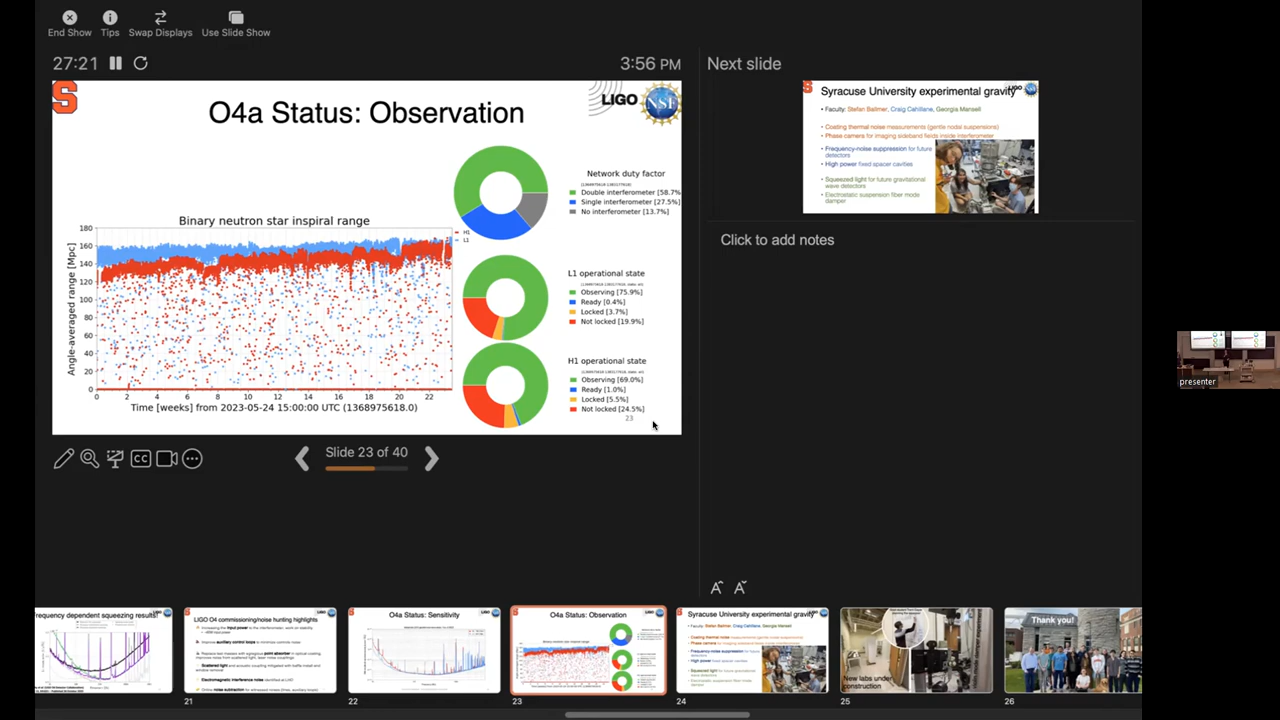 End Show
Tips
Swap Displays
Use Slide Show
27:21
3:56 PM
Next slide
O4a Status: Observation
LIGO
NSF
Binary neutron star inspiral range
Angle-averaged range [Mpc]
180
160
140
120
100
80
60
40
20
0
0 2 4 6 8 10 12 14 16 18 20 22
Time [weeks] from 2023-05-24 15:00:00 UTC (1368975618.0)
H1
L1
Network duty factor
Double interferometer [58.7%
Single interferometer [27.5%]
No interferometer [13.7%]
L1 operational state
Observing [75.9%]
Ready [0.4%]
Locked [3.7%]
Not locked [19.9%]
H1 operational state
Observing [69.0%]
Ready [1.0%]
Locked [5.5%]
Not locked [24.5%]
23
Syracuse University experimental gravity
Faculty: Stefan Ballmer, Craig Cahillane, Georgia Mansell
Coating thermal noise measurements (gentle nodal suspensions)
Phase camera for imaging sideband fields inside interferometer
Frequency-noise suppression for future
detectors
High power fixed spacer cavities
Squeezed light for future gravitational
wave detectors
Electrostatic suspension fiber mode
damper
Click to add notes
presenter
CC
Slide 23 of 40
Frequency dependent squeezing results!
LIGO O4 commissioning/noise hunting highlights
O4a Status: Sensitivity
O4a Status: Observation
Syracuse University experimental gravity
New labs under
construction
Thank you!
21
22
23
24
25
26